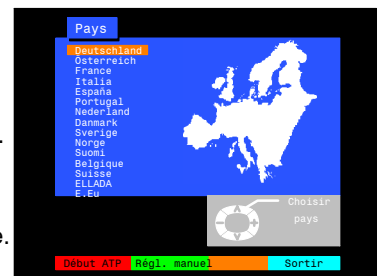 Pays
Deutschland
Österreich
France
Italia
España
Portugal
Nederland
Danmark
Sverige
Norge
Suomi
Belgique
Suisse
ELLADA
E.Eu
Choisir
pays
Début ATP Régl. manuel Sortir